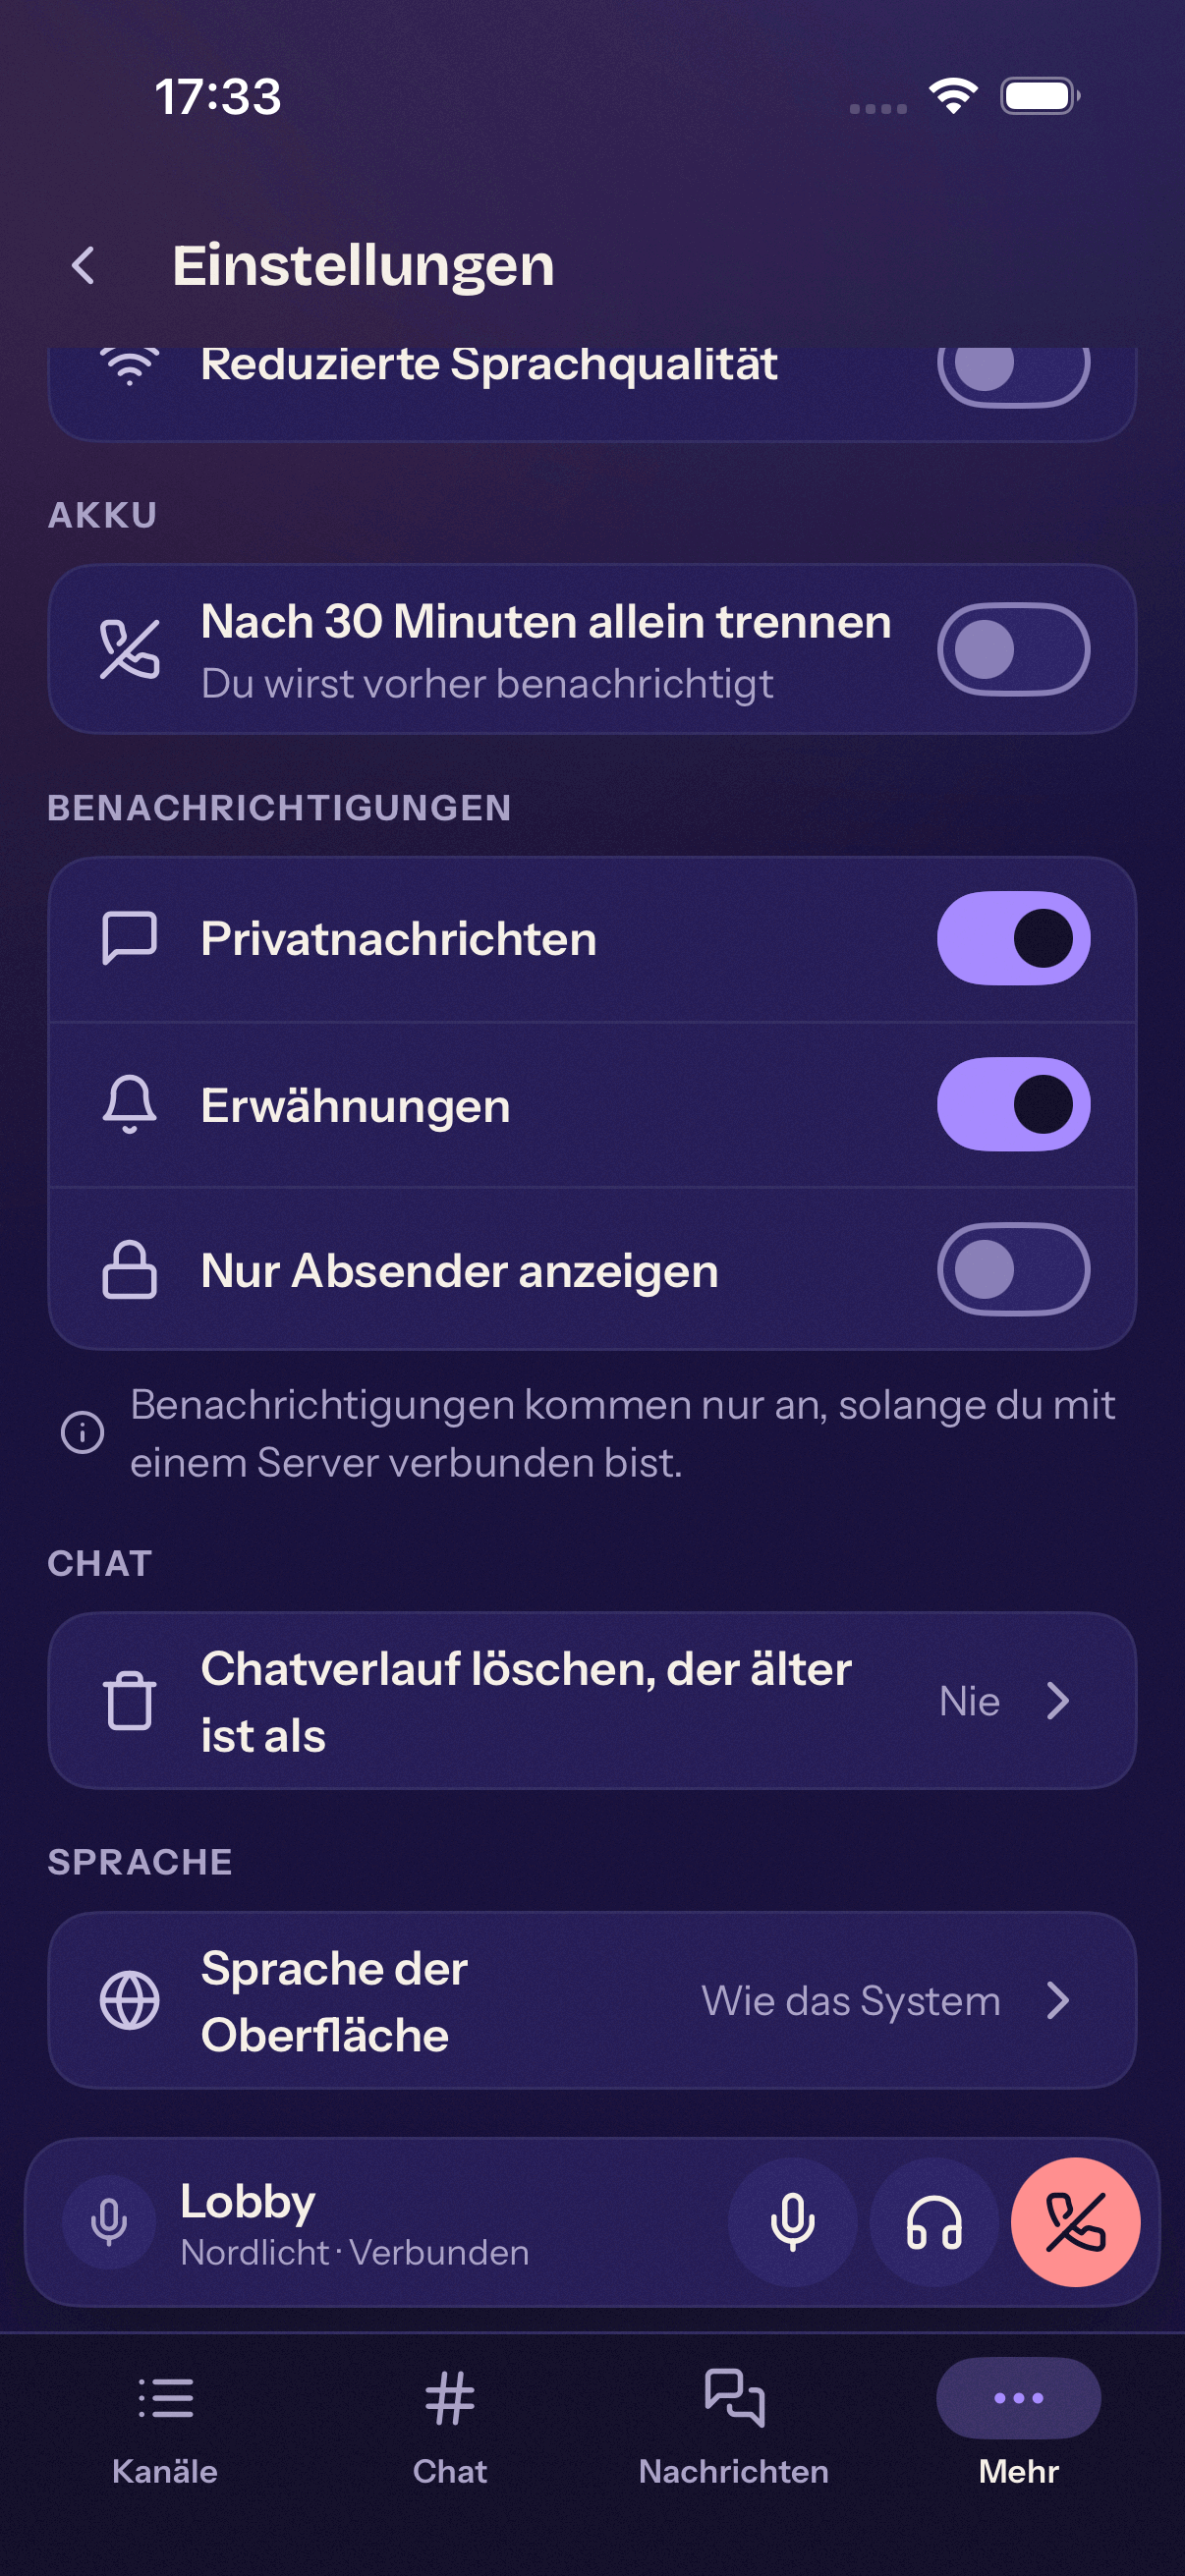 17:33
Einstellungen
Reduzierte Sprachqualität
AKKU
Nach 30 Minuten allein trennen
Du wirst vorher benachrichtigt
BENACHRICHTIGUNGEN
Privatnachrichten
Erwähnungen
Nur Absender anzeigen
Benachrichtigungen kommen nur an, solange du mit
einem Server verbunden bist.
CHAT
Chatverlauf löschen, der älter
ist als
Nie
SPRACHE
Sprache der
Oberfläche
Wie das System
Lobby
Nordlicht · Verbunden
Kanäle
Chat
Nachrichten
Mehr